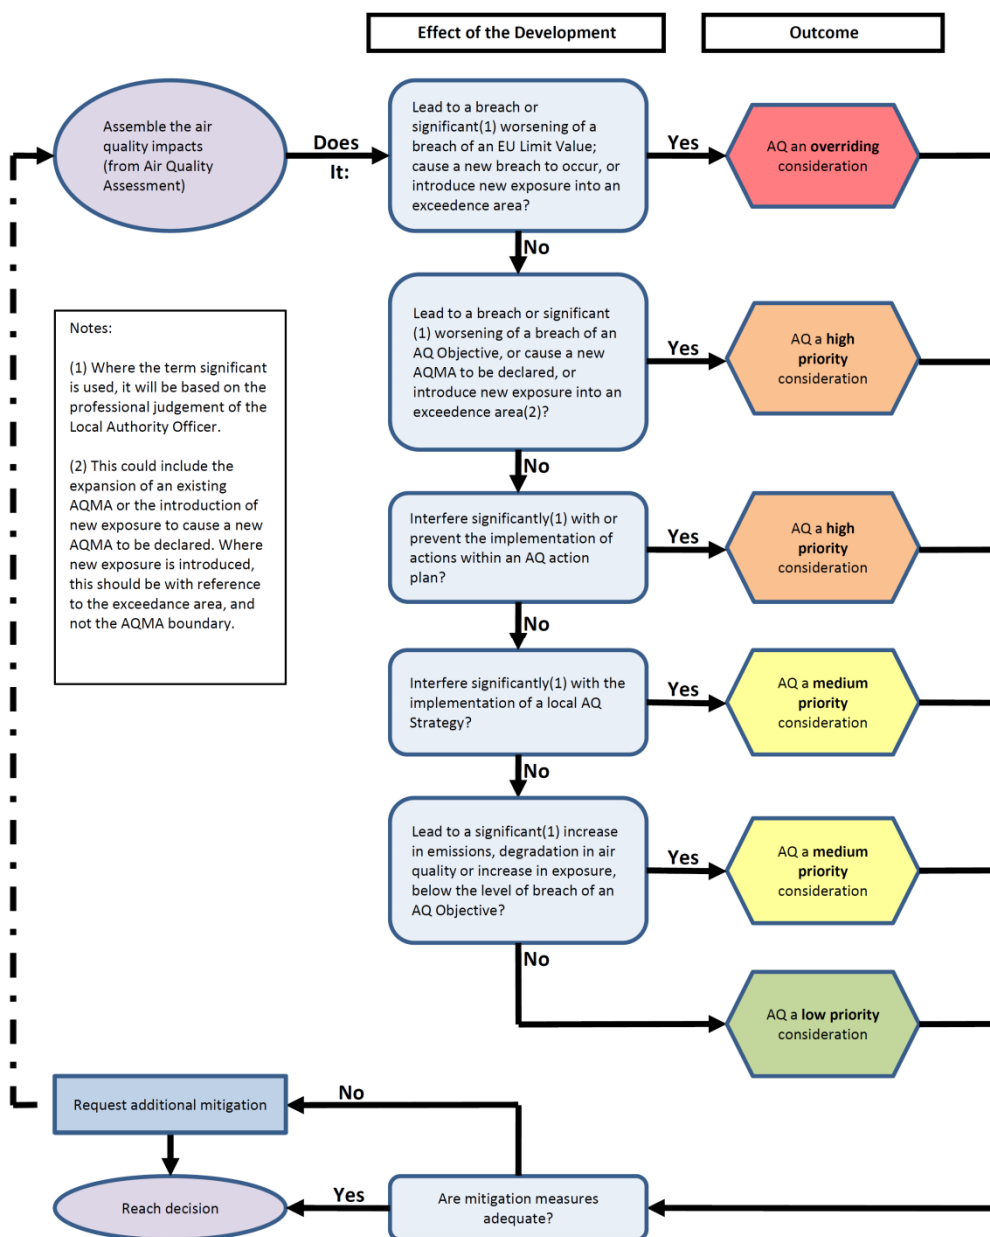 Effect of the Development
Outcome
Assemble the air
quality impacts
(from Air Quality
Assessment)
Does
It:
Lead to a breach or
significant(1) worsening of a
breach of an EU Limit Value;
cause a new breach to occur, or
introduce new exposure into an
exceedence area?
Yes
AQ an overriding
consideration
No
Lead to a breach or significant
(1) worsening of a breach of an
AQ Objective, or cause a new
AQMA to be declared, or
introduce new exposure into an
exceedence area(2)?
Yes
AQ a high
priority
consideration
Notes:
(1) Where the term significant
is used, it will be based on the
professional judgement of the
Local Authority Officer.
(2) This could include the
expansion of an existing
AQMA or the introduction of
new exposure to cause a new
AQMA to be declared. Where
new exposure is introduced,
this should be with reference
to the exceedance area, and
not the AQMA boundary.
No
Interfere significantly(1) with or
prevent the implementation of
actions within an AQ action
plan?
Yes
AQ a high
priority
consideration
No
Interfere significantly(1) with the
implementation of a local AQ
Strategy?
Yes
AQ a medium
priority
consideration
No
Lead to a significant(1) increase
in emissions, degradation in air
quality or increase in exposure,
below the level of breach of an
AQ Objective?
Yes
AQ a medium
priority
consideration
No
AQ a low priority
consideration
Request additional mitigation
No
Reach decision
Yes
Are mitigation measures
adequate?